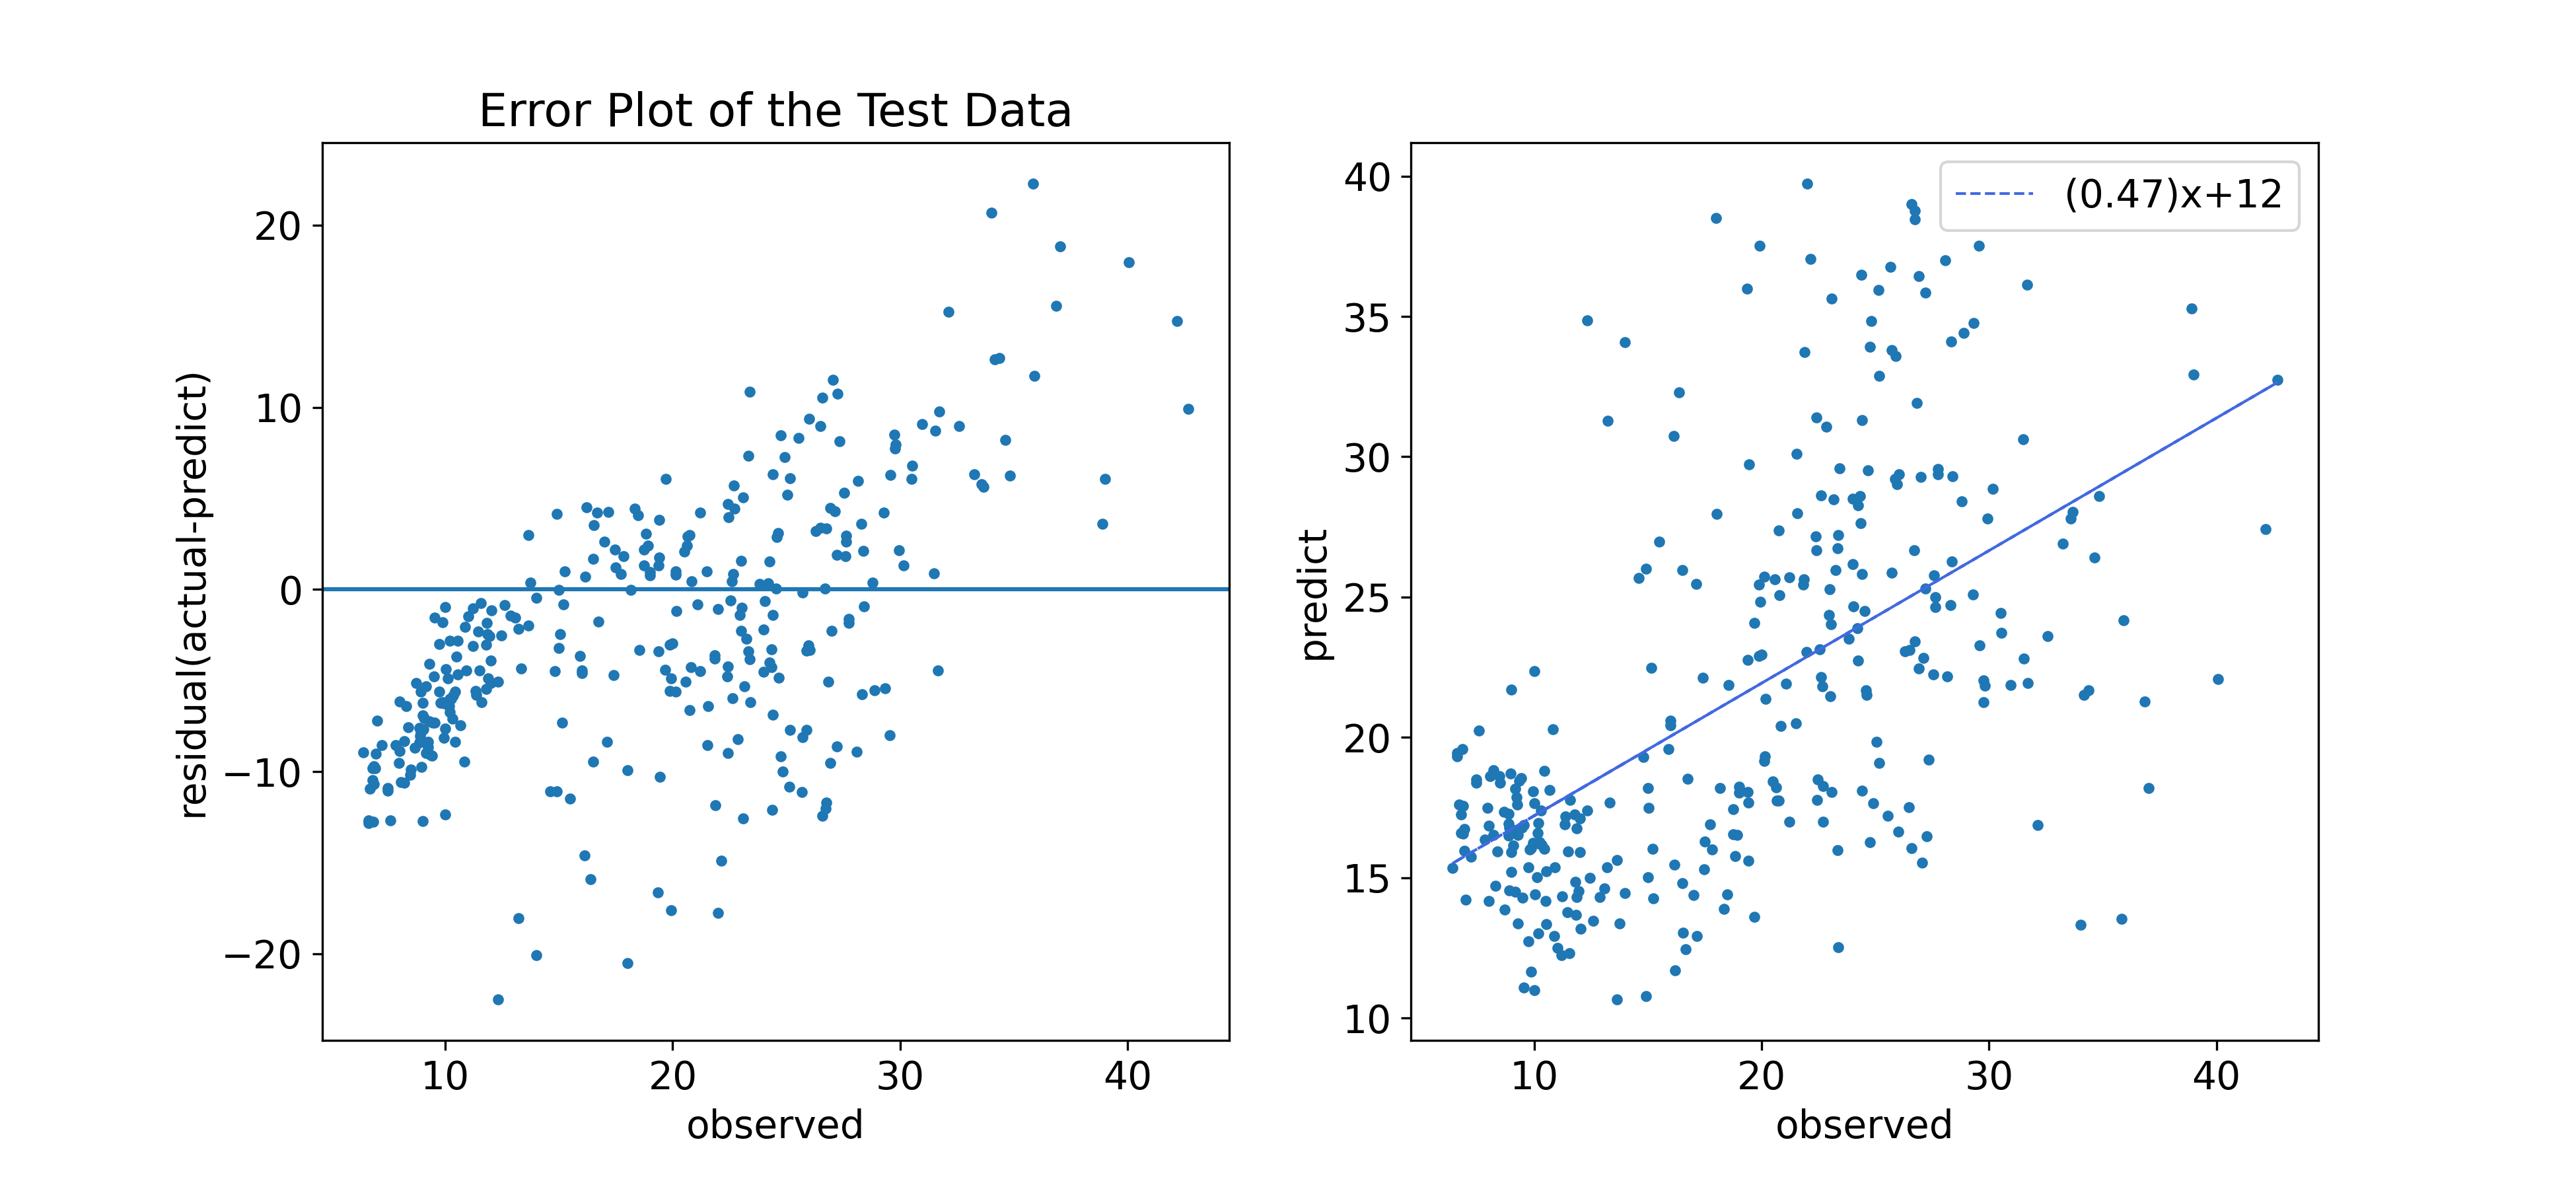 Error Plot of the Test Data
residual(actual-predict)
20
10
0
−10
−20
10 20 30 40
observed
predict
40
35
30
25
20
15
10
(0.47)x+12
10 20 30 40
observed